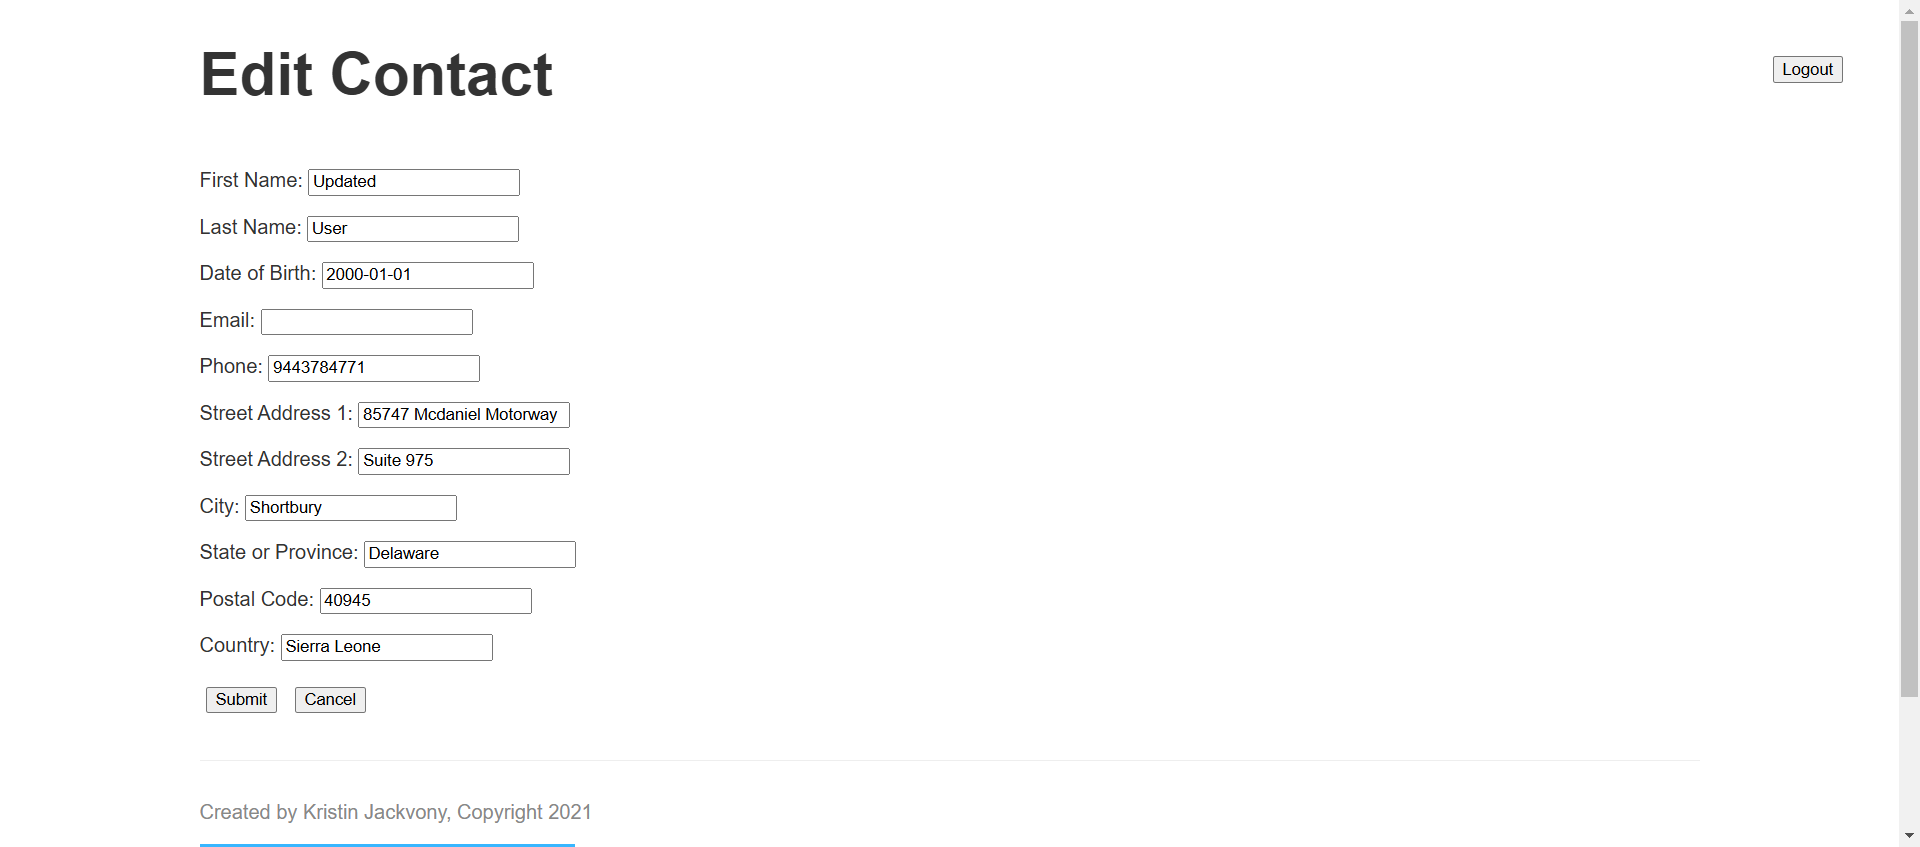 Edit Contact
Logout
First Name: Updated
Last Name: User
Date of Birth: 2000-01-01
Email:
Phone: 9443784771
Street Address 1: 85747 Mcdaniel Motorway
Street Address 2: Suite 975
City: Shortbury
State or Province: Delaware
Postal Code: 40945
Country: Sierra Leone
Submit Cancel
Created by Kristin Jackvony, Copyright 2021